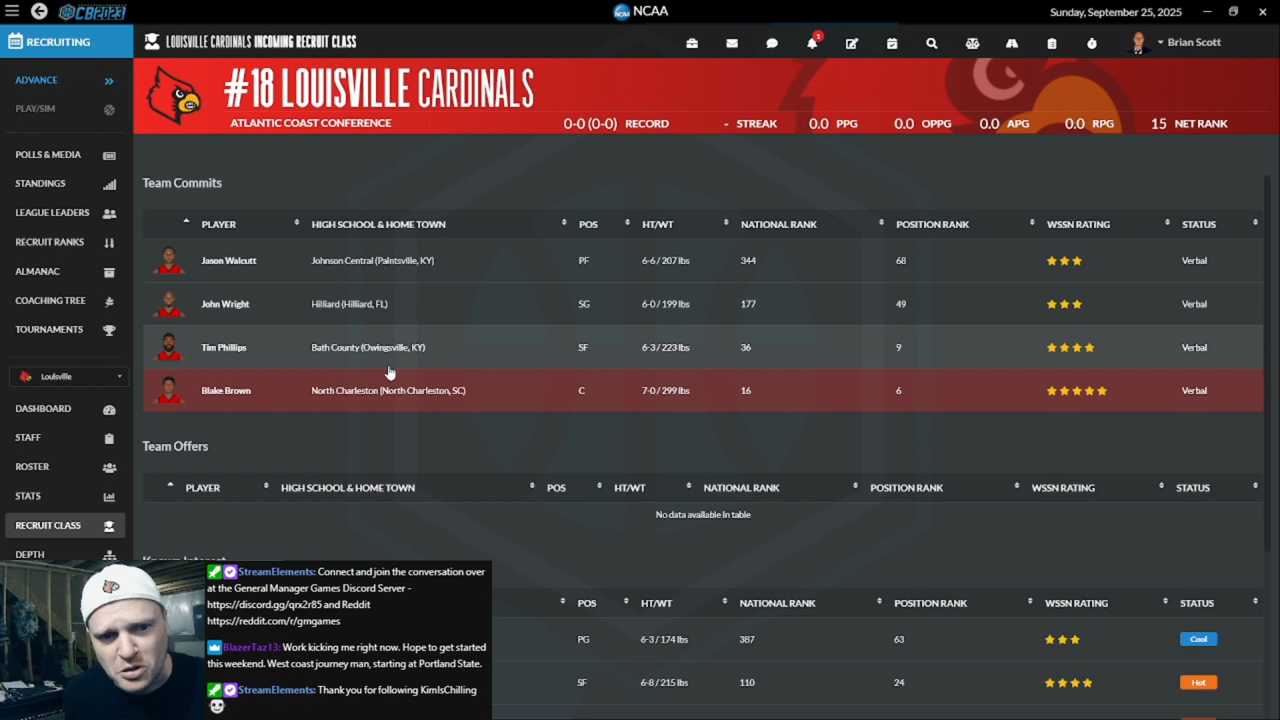 CB2023
NCAA
Sunday, September 25, 2025
RECRUITING
LOUISVILLE CARDINALS INCOMING RECRUIT CLASS
1
Brian Scott
ADVANCE
PLAY/SIM
#18 LOUISVILLE CARDINALS
ATLANTIC COAST CONFERENCE
0-0 (0-0) RECORD - STREAK 0.0 PPG 0.0 OPPG 0.0 APG 0.0 RPG 15 NET RANK
POLLS & MEDIA
STANDINGS
LEAGUE LEADERS
RECRUIT RANKS
ALMANAC
COACHING TREE
TOURNAMENTS
Louisville
DASHBOARD
STAFF
ROSTER
STATS
RECRUIT CLASS
DEPTH
Team Commits
PLAYER HIGH SCHOOL & HOME TOWN POS HT/WT NATIONAL RANK POSITION RANK WSSN RATING STATUS
Jason Walcutt Johnson Central (Paintsville, KY) PF 6-6 / 207 lbs 344 68 Verbal
John Wright Hilliard (Hilliard, FL) SG 6-0 / 199 lbs 177 49 Verbal
Tim Phillips Bath County (Owingsville, KY) SF 6-3 / 223 lbs 36 9 Verbal
Blake Brown North Charleston (North Charleston, SC) C 7-0 / 299 lbs 16 6 Verbal
Team Offers
PLAYER HIGH SCHOOL & HOME TOWN POS HT/WT NATIONAL RANK POSITION RANK WSSN RATING STATUS
No data available in table
Known Interest
POS HT/WT NATIONAL RANK POSITION RANK WSSN RATING STATUS
PG 6-3 / 174 lbs 387 63 Cool
SF 6-8 / 215 lbs 110 24 Hot
StreamElements: Connect and join the conversation over
at the General Manager Games Discord Server -
https://discord.gg/qrx2r85 and Reddit
https://reddit.com/r/gmgames
BlazerTaz13: Work kicking me right now. Hope to get started
this weekend. West coast journey man, starting at Portland State.
StreamElements: Thank you for following KimIsChilling